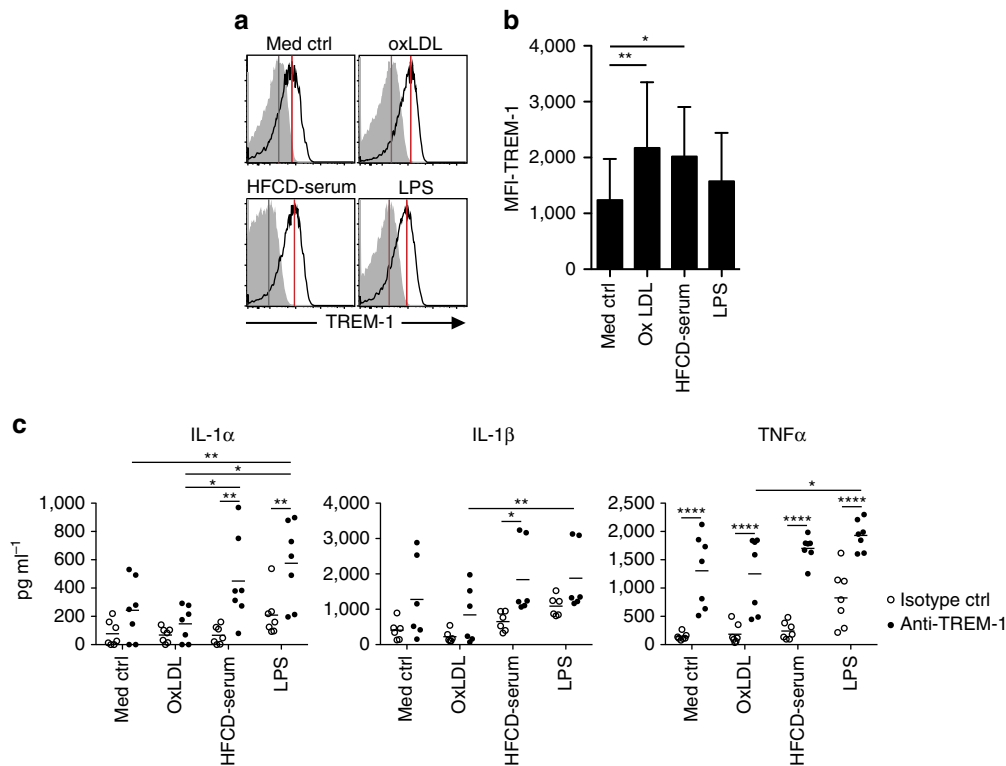 a
Med ctrl oxLDL
HFCD-serum LPS
TREM-1
b
MFI-TREM-1
4,000
3,000
2,000
1,000
0
* 
**
Med ctrl
Ox LDL
HFCD-serum
LPS
c
IL-1α
pg ml⁻¹
1,000
800
600
400
200
0
**
*
*
** **
Med ctrl
OxLDL
HFCD-serum
LPS
IL-1β
4,000
3,000
2,000
1,000
0
**
*
Med ctrl
OxLDL
HFCD-serum
LPS
TNFα
2,500
2,000
1,500
1,000
500
0
*
**** **** **** ****
Med ctrl
OxLDL
HFCD-serum
LPS
Isotype ctrl
Anti-TREM-1